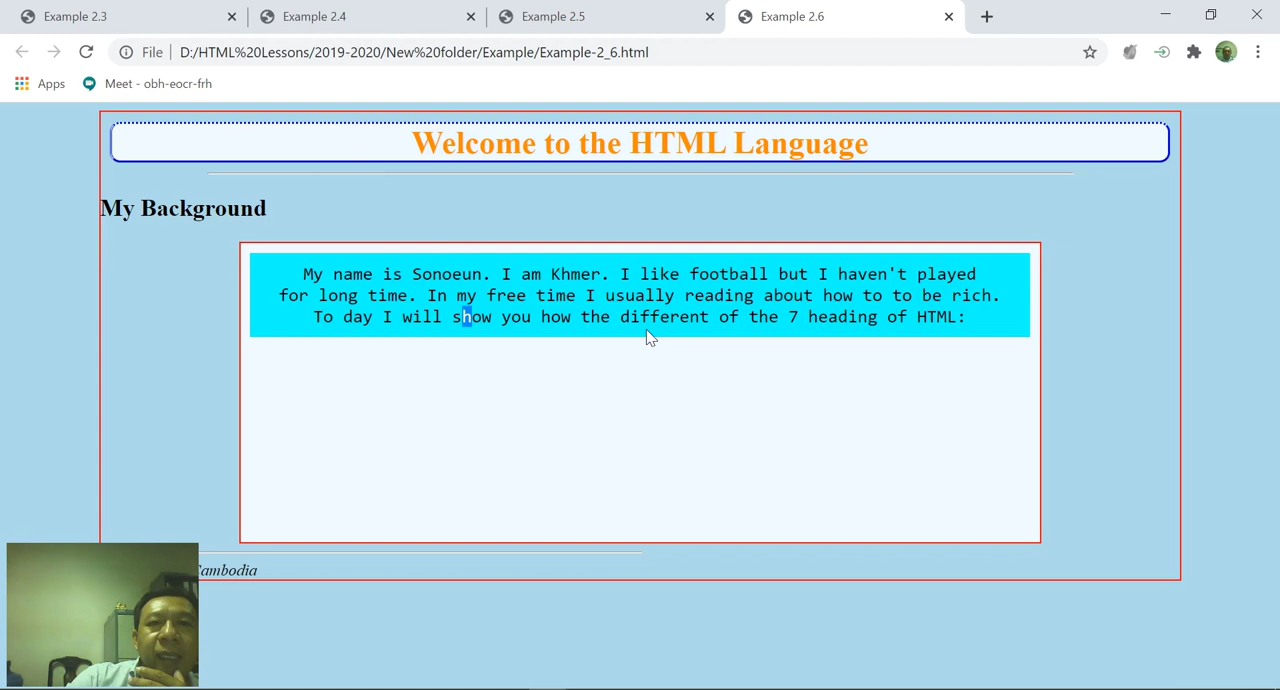 Example 2.3
Example 2.4
Example 2.5
Example 2.6
File | D:/HTML%20Lessons/2019-2020/New%20folder/Example/Example-2_6.html
Apps
Meet - obh-eocr-frh
Welcome to the HTML Language
My Background
My name is Sonoeun. I am Khmer. I like football but I haven't played
for long time. In my free time I usually reading about how to to be rich.
To day I will show you how the different of the 7 heading of HTML:
Cambodia